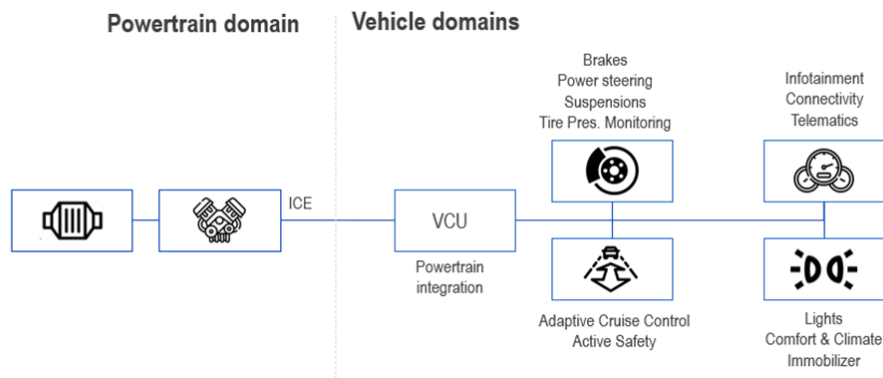 Powertrain domain
Vehicle domains
Brakes
Power steering
Suspensions
Tire Pres. Monitoring
Infotainment
Connectivity
Telematics
ICE
VCU
Powertrain
integration
Adaptive Cruise Control
Active Safety
Lights
Comfort & Climate
Immobilizer